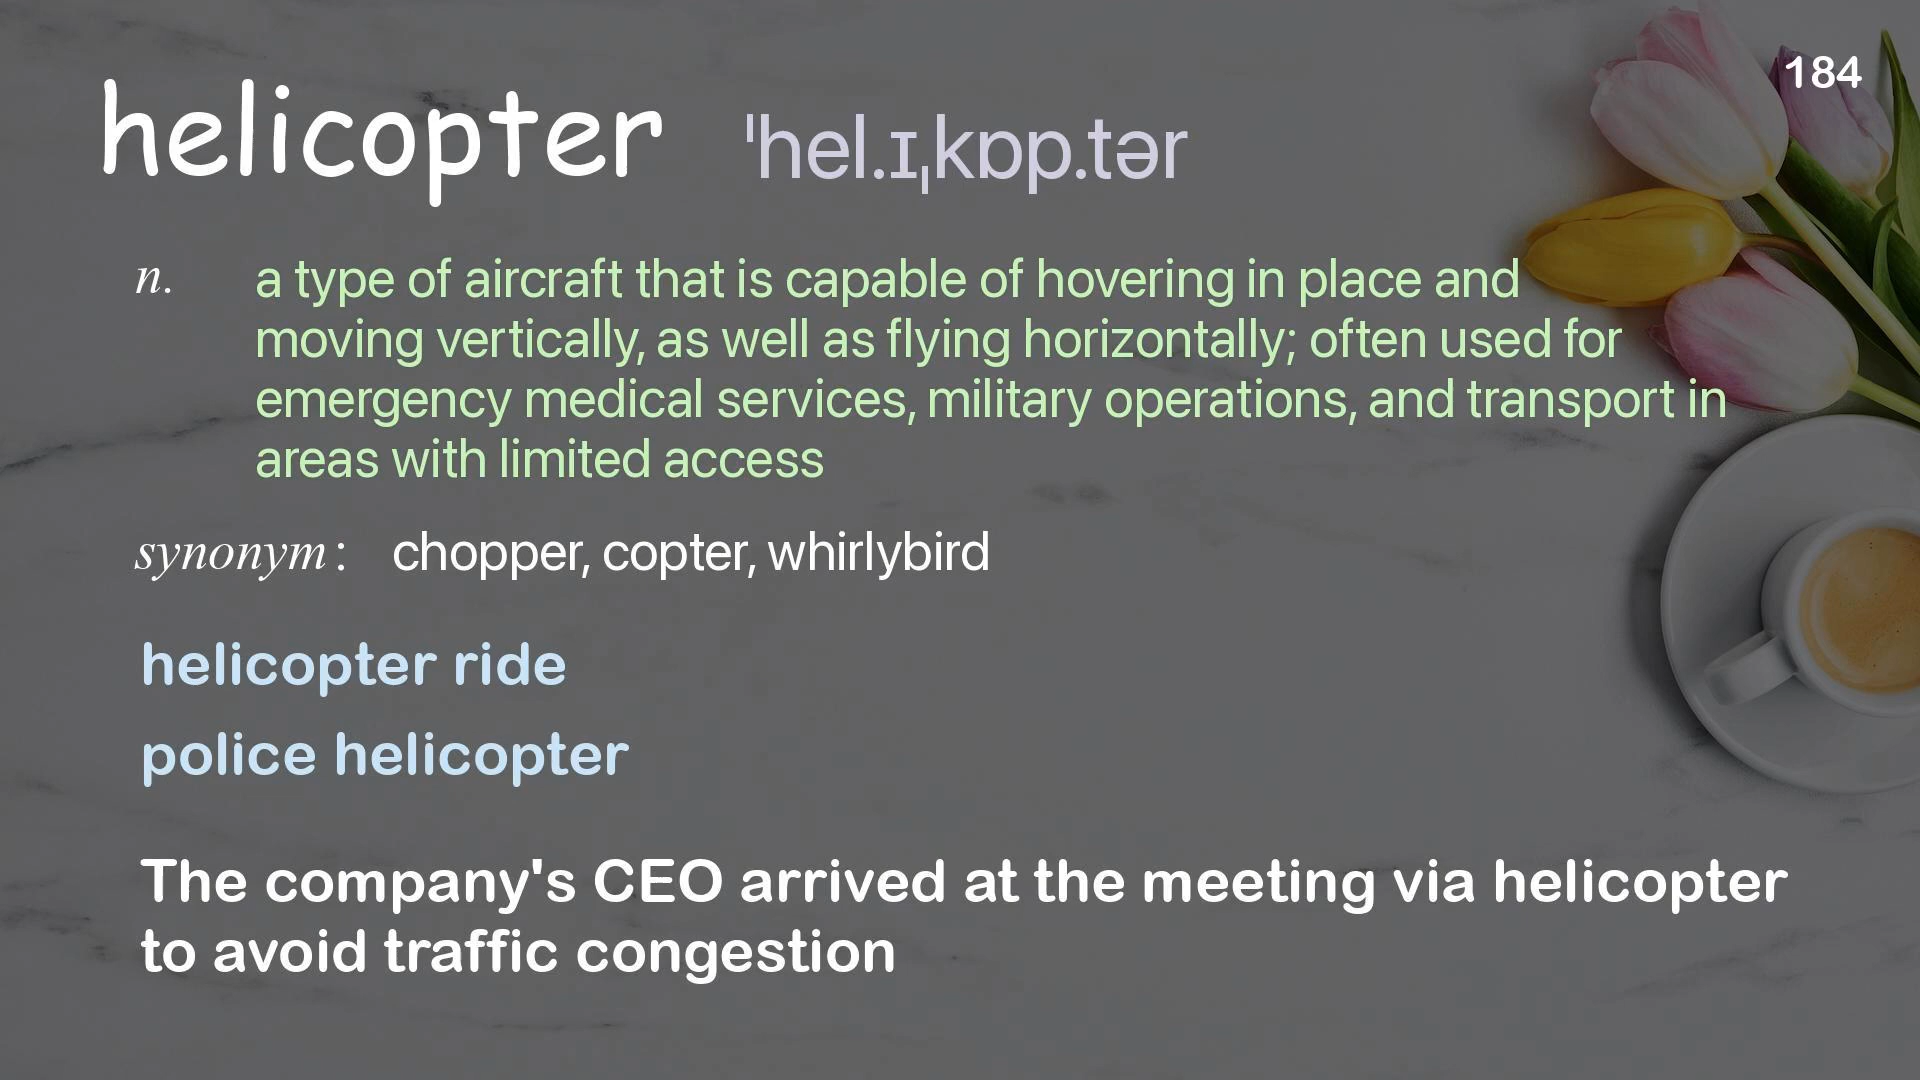 184
helicopter ˈhel.ɪˌkɒp.tər
n. a type of aircraft that is capable of hovering in place and
moving vertically, as well as flying horizontally; often used for
emergency medical services, military operations, and transport in
areas with limited access
synonym : chopper, copter, whirlybird
helicopter ride
police helicopter
The company's CEO arrived at the meeting via helicopter
to avoid traffic congestion